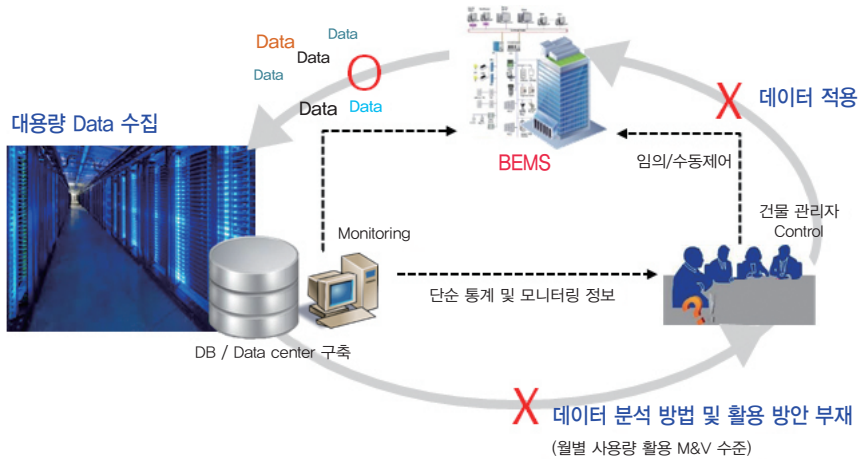 Data
Data
Data
Data
O
Data
Data
대용량 Data 수집
BEMS
X
데이터 적용
임의/수동제어
건물 관리자
Control
Monitoring
단순 통계 및 모니터링 정보
DB / Data center 구축
X
데이터 분석 방법 및 활용 방안 부재
(월별 사용량 활용 M&V 수준)